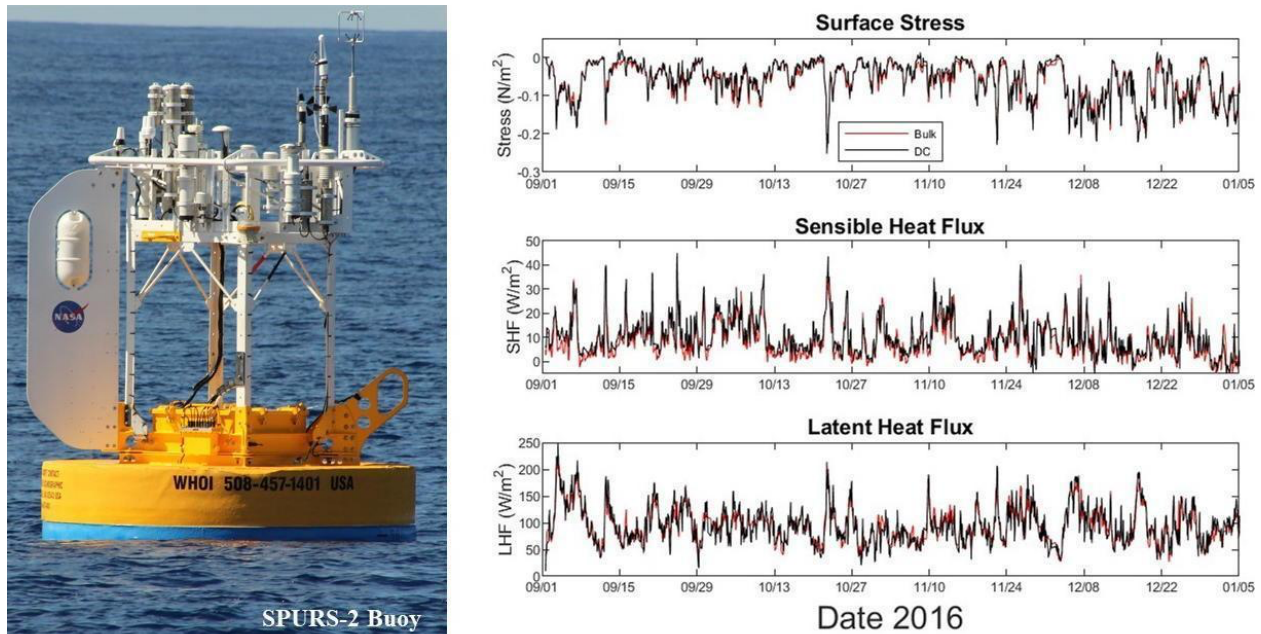 NASA
WHOI 508-457-1401 USA
SPURS-2 Buoy
Surface Stress
Stress (N/m²)
0
-0.1
-0.2
-0.3
Bulk
DC
09/01 09/15 09/29 10/13 10/27 11/10 11/24 12/08 12/22 01/05
Sensible Heat Flux
SHF (W/m²)
50
40
30
20
10
0
09/01 09/15 09/29 10/13 10/27 11/10 11/24 12/08 12/22 01/05
Latent Heat Flux
LHF (W/m²)
250
200
150
100
50
0
09/01 09/15 09/29 10/13 10/27 11/10 11/24 12/08 12/22 01/05
Date 2016